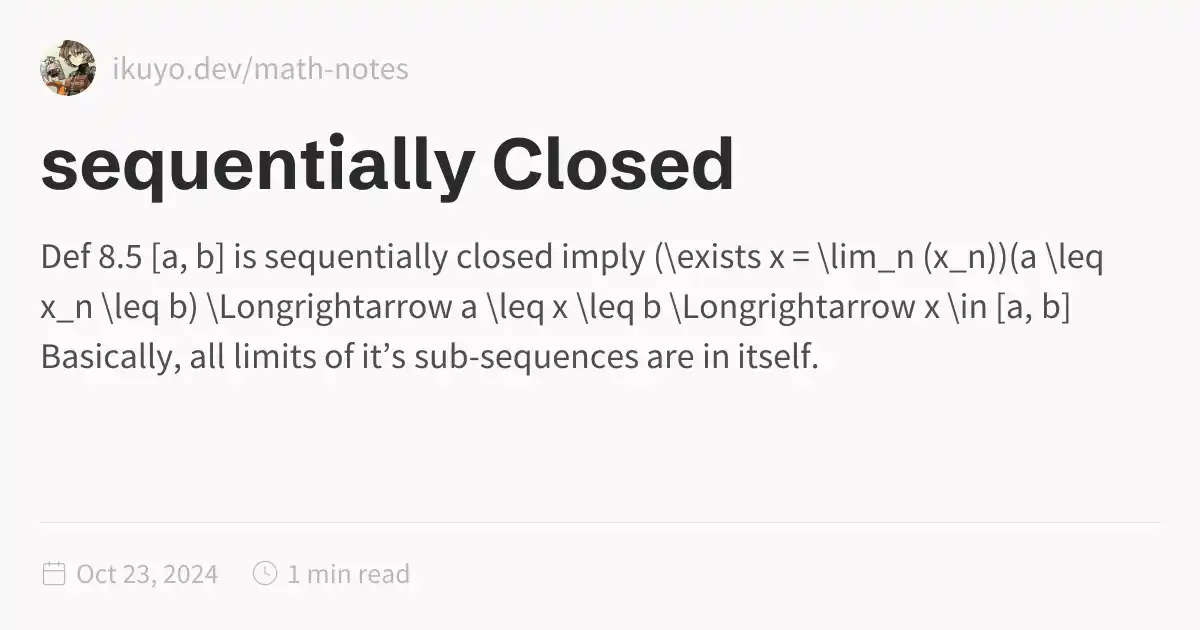 ikuyo.dev/math-notes
sequentially Closed
Def 8.5 [a, b] is sequentially closed imply (\exists x = \lim_n (x_n))(a \leq
x_n \leq b) \Longrightarrow a \leq x \leq b \Longrightarrow x \in [a, b]
Basically, all limits of it’s sub-sequences are in itself.
Oct 23, 2024 1 min read